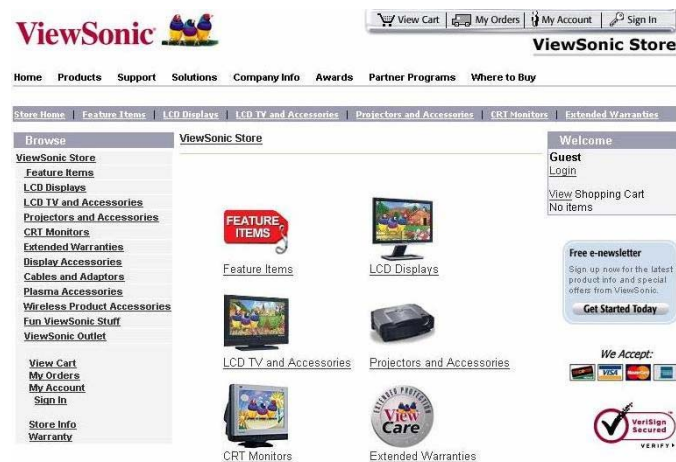 ViewSonic
View Cart | My Orders | My Account | Sign In
ViewSonic Store
Home Products Support Solutions Company Info Awards Partner Programs Where to Buy
Store Home | Feature Items | LCD Displays | LCD TV and Accessories | Projectors and Accessories | CRT Monitors | Extended Warranties
Browse
ViewSonic Store
Feature Items
LCD Displays
LCD TV and Accessories
Projectors and Accessories
CRT Monitors
Extended Warranties
Display Accessories
Cables and Adaptors
Plasma Accessories
Wireless Product Accessories
Fun ViewSonic Stuff
ViewSonic Outlet
View Cart
My Orders
My Account
Sign In
Store Info
Warranty
ViewSonic Store
FEATURE
ITEMS
Feature Items
LCD Displays
LCD TV and Accessories
Projectors and Accessories
CRT Monitors
EXTENDED PROTECTION
View
Care
Extended Warranties
Welcome
Guest
Login
View Shopping Cart
No items
Free e-newsletter
Sign up now for the latest
product info and special
offers from ViewSonic.
Get Started Today
We Accept:
VISA
MasterCard
VeriSign
Secured
VERIFY